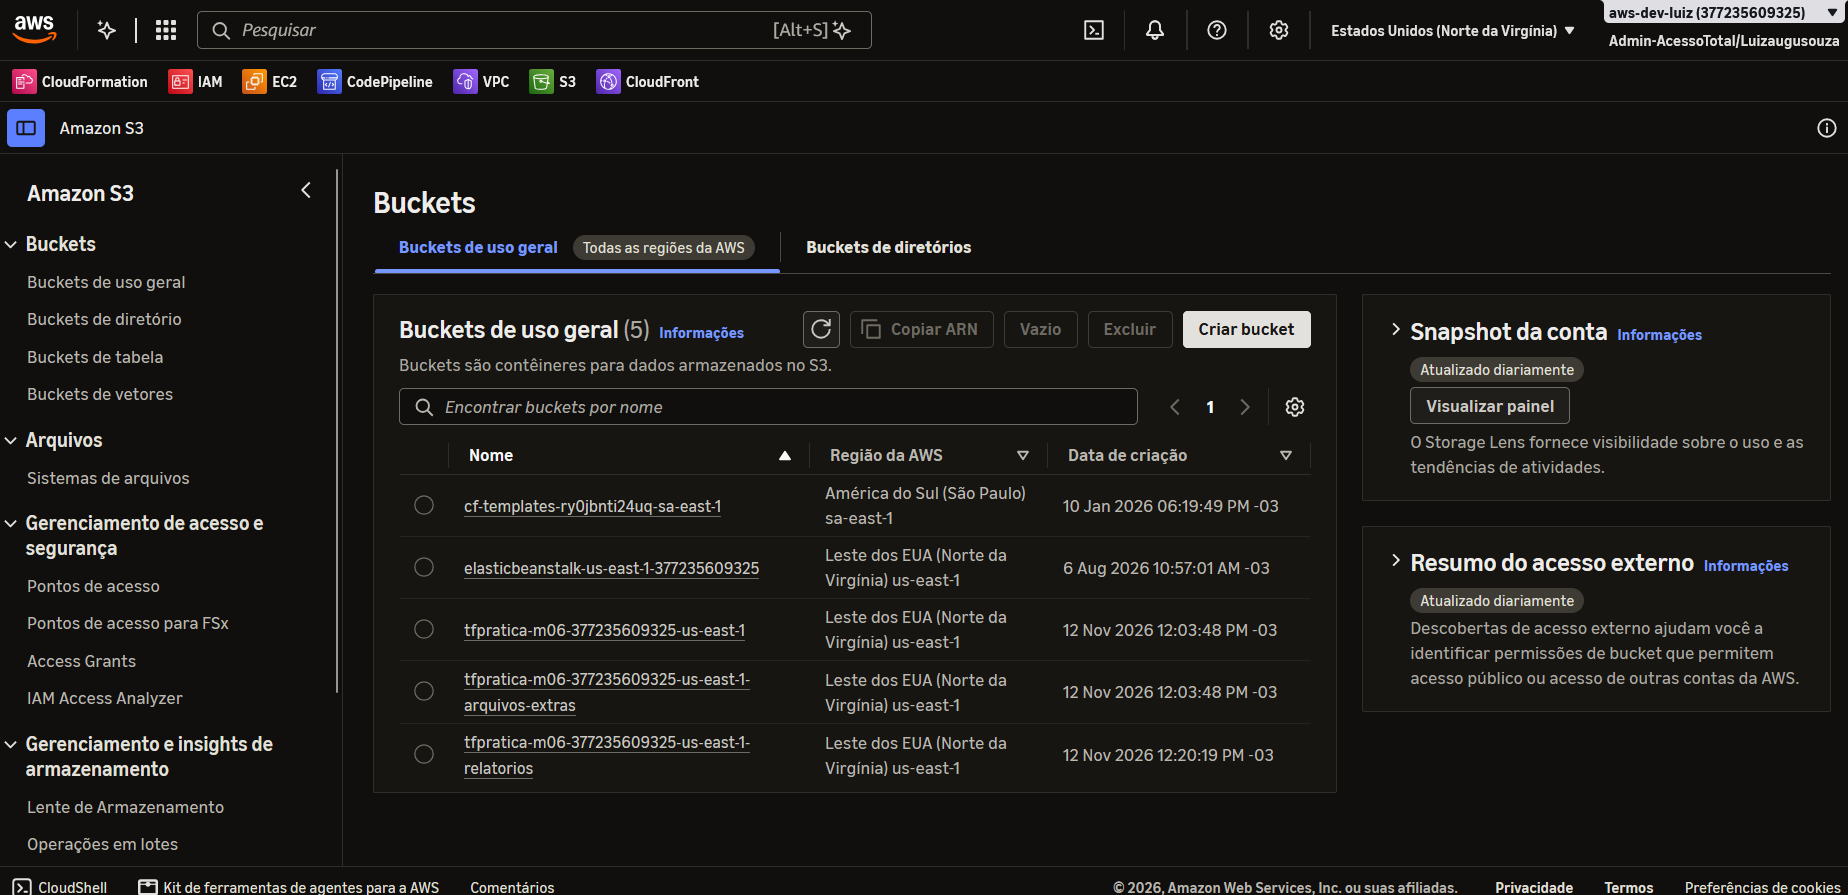 aws
Pesquisar
[Alt+S]
Estados Unidos (Norte da Virgínia)
aws-dev-luiz (377235609325)
Admin-AcessoTotal/Luizaugusouza
CloudFormation
IAM
EC2
CodePipeline
VPC
S3
CloudFront
Amazon S3
Amazon S3
Buckets
Buckets de uso geral
Buckets de diretório
Buckets de tabela
Buckets de vetores
Arquivos
Sistemas de arquivos
Gerenciamento de acesso e
segurança
Pontos de acesso
Pontos de acesso para FSx
Access Grants
IAM Access Analyzer
Gerenciamento e insights de
armazenamento
Lente de Armazenamento
Operações em lotes
Buckets
Buckets de uso geral
Todas as regiões da AWS
Buckets de diretórios
Buckets de uso geral (5) Informações
Copiar ARN
Vazio
Excluir
Criar bucket
Buckets são contêineres para dados armazenados no S3.
Encontrar buckets por nome
1
Nome
Região da AWS
Data de criação
cf-templates-ry0jbnti24uq-sa-east-1
América do Sul (São Paulo)
sa-east-1
10 Jan 2026 06:19:49 PM -03
elasticbeanstalk-us-east-1-377235609325
Leste dos EUA (Norte da
Virgínia) us-east-1
6 Aug 2026 10:57:01 AM -03
tfpratica-m06-377235609325-us-east-1
Leste dos EUA (Norte da
Virgínia) us-east-1
12 Nov 2026 12:03:48 PM -03
tfpratica-m06-377235609325-us-east-1-
arquivos-extras
Leste dos EUA (Norte da
Virgínia) us-east-1
12 Nov 2026 12:03:48 PM -03
tfpratica-m06-377235609325-us-east-1-
relatorios
Leste dos EUA (Norte da
Virgínia) us-east-1
12 Nov 2026 12:20:19 PM -03
Snapshot da conta Informações
Atualizado diariamente
Visualizar painel
O Storage Lens fornece visibilidade sobre o uso e as
tendências de atividades.
Resumo do acesso externo Informações
Atualizado diariamente
Descobertas de acesso externo ajudam você a
identificar permissões de bucket que permitem
acesso público ou acesso de outras contas da AWS.
CloudShell
Kit de ferramentas de agentes para a AWS
Comentários
© 2026, Amazon Web Services, Inc. ou suas afiliadas.
Privacidade
Termos
Preferências de cookies